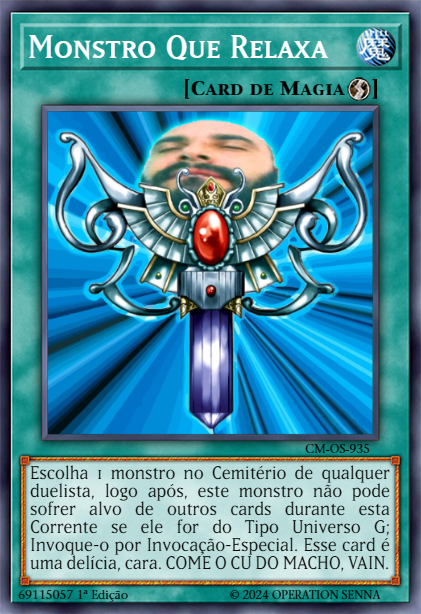 Monstro Que Relaxa
魔
[Card de Magia]
CM-OS-935
Escolha 1 monstro no Cemitério de qualquer
duelista, logo após, este monstro não pode
sofrer alvo de outros cards durante esta
Corrente se ele for do Tipo Universo G;
Invoque-o por Invocação-Especial. Esse card é
uma delícia, cara. COME O CU DO MACHO, VAIN.
69115057 1ª Edição
©2024 OPERATION SENNA